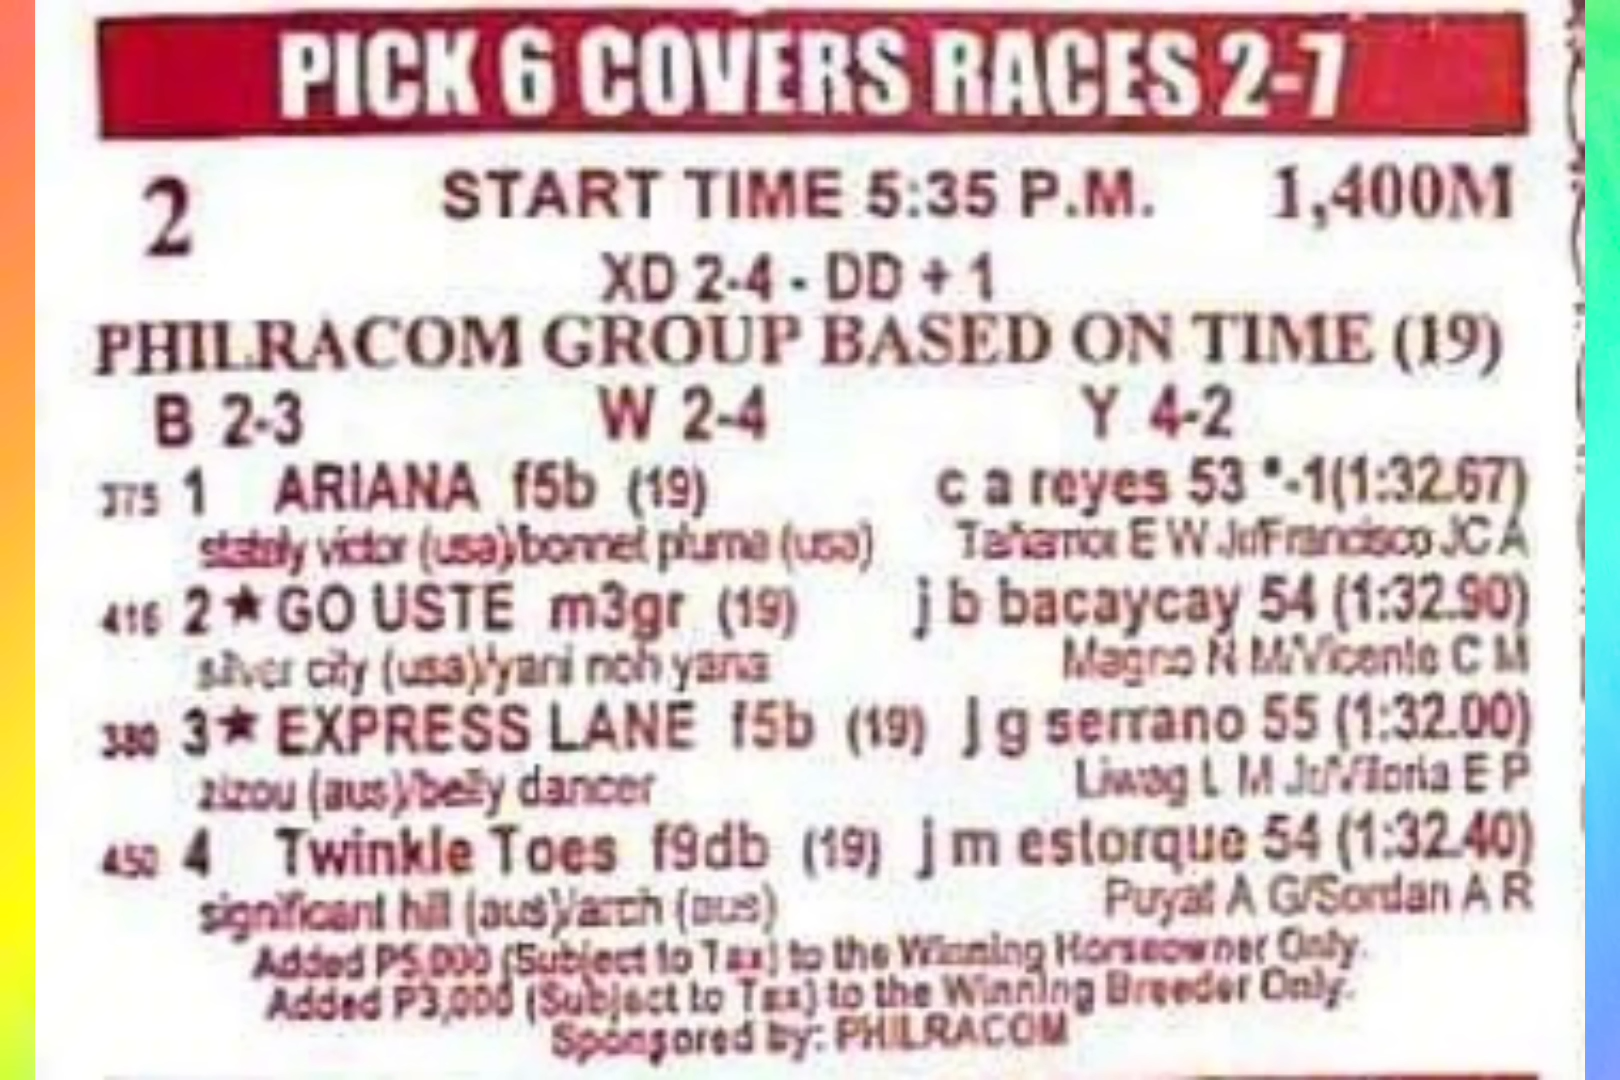 PICK 6 COVERS RACES 2-7
2 START TIME 5:35 P.M. 1,400M
XD 2-4 - DD + 1
PHILRACOM GROUP BASED ON TIME (19)
B 2-3 W 2-4 Y 4-2
375 1 ARIANA f5b (19) c a reyes 53 *-1(1:32.67)
stately victor (usa)/bonnet plume (usa) Tañamor E W Jr/Francisco JC A
416 2★GO USTE m3gr (19) j b bacaycay 54 (1:32.90)
silver city (usa)/yani noh yana Magno N M/Vicente C M
380 3★EXPRESS LANE f5b (19) j g serrano 55 (1:32.00)
zizou (aus)/belly dancer Liwag L M Jr/Viloria E P
450 4 Twinkle Toes f9db (19) j m estorque 54 (1:32.40)
significant hill (aus)/arch (aus) Puyat A G/Sordan A R
Added P5,000 (Subject to Tax) to the Winning Horseowner Only.
Added P3,000 (Subject to Tax) to the Winning Breeder Only.
Sponsored by: PHILRACOM